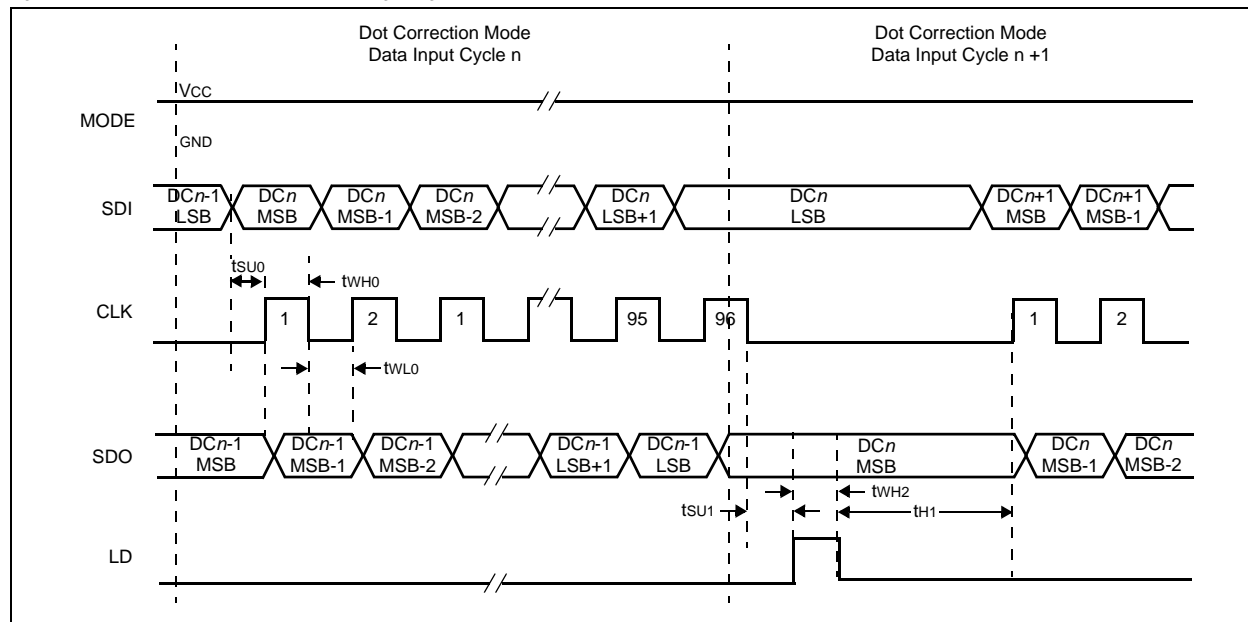 Dot Correction Mode
Data Input Cycle n
Dot Correction Mode
Data Input Cycle n +1
VCC
MODE
GND
SDI
DCn-1
LSB
DCn
MSB
DCn
MSB-1
DCn
MSB-2
DCn
LSB+1
DCn
LSB
DCn+1
MSB
DCn+1
MSB-1
tSU0
tWH0
CLK
1
2
1
95
96
1
2
tWL0
SDO
DCn-1
MSB
DCn-1
MSB-1
DCn-1
MSB-2
DCn-1
LSB+1
DCn-1
LSB
DCn
MSB
DCn
MSB-1
DCn
MSB-2
tWH2
tSU1
tH1
LD